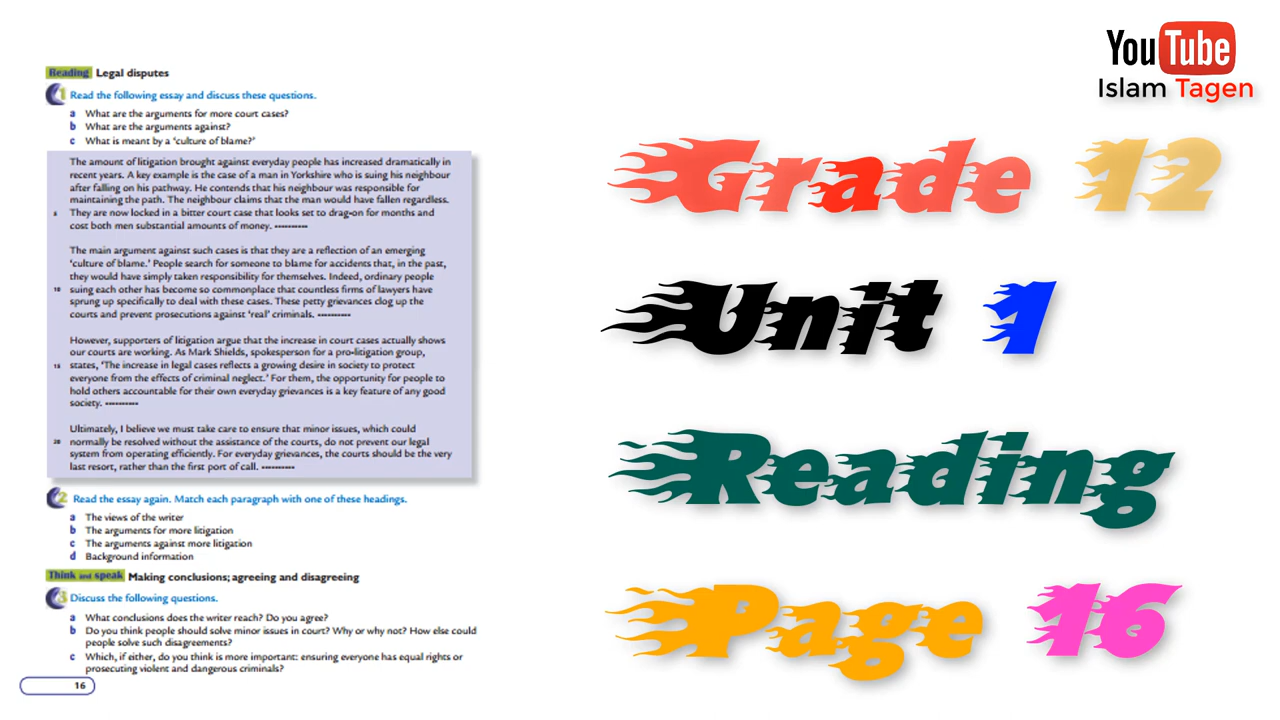 Reading Legal disputes
1 Read the following essay and discuss these questions.
a What are the arguments for more court cases?
b What are the arguments against?
c What is meant by a ‘culture of blame?’
The amount of litigation brought against everyday people has increased dramatically in
recent years. A key example is the case of a man in Yorkshire who is suing his neighbour
after falling on his pathway. He contends that his neighbour was responsible for
maintaining the path. The neighbour claims that the man would have fallen regardless.
5 They are now locked in a bitter court case that looks set to drag-on for months and
cost both men substantial amounts of money. ----------
The main argument against such cases is that they are a reflection of an emerging
‘culture of blame.’ People search for someone to blame for accidents that, in the past,
they would have simply taken responsibility for themselves. Indeed, ordinary people
10 suing each other has become so commonplace that countless firms of lawyers have
sprung up specifically to deal with these cases. These petty grievances clog up the
courts and prevent prosecutions against ‘real’ criminals. ----------
However, supporters of litigation argue that the increase in court cases actually shows
our courts are working. As Mark Shields, spokesperson for a pro-litigation group,
15 states, ‘The increase in legal cases reflects a growing desire in society to protect
everyone from the effects of criminal neglect.’ For them, the opportunity for people to
hold others accountable for their own everyday grievances is a key feature of any good
society. ----------
Ultimately, I believe we must take care to ensure that minor issues, which could
20 normally be resolved without the assistance of the courts, do not prevent our legal
system from operating efficiently. For everyday grievances, the courts should be the very
last resort, rather than the first port of call. ----------
2 Read the essay again. Match each paragraph with one of these headings.
a The views of the writer
b The arguments for more litigation
c The arguments against more litigation
d Background information
Think and speak Making conclusions; agreeing and disagreeing
3 Discuss the following questions.
a What conclusions does the writer reach? Do you agree?
b Do you think people should solve minor issues in court? Why or why not? How else could
people solve such disagreements?
c Which, if either, do you think is more important: ensuring everyone has equal rights or
prosecuting violent and dangerous criminals?
16
YouTube
Islam Tagen
Grade 12
Unit 1
Reading
Page 16